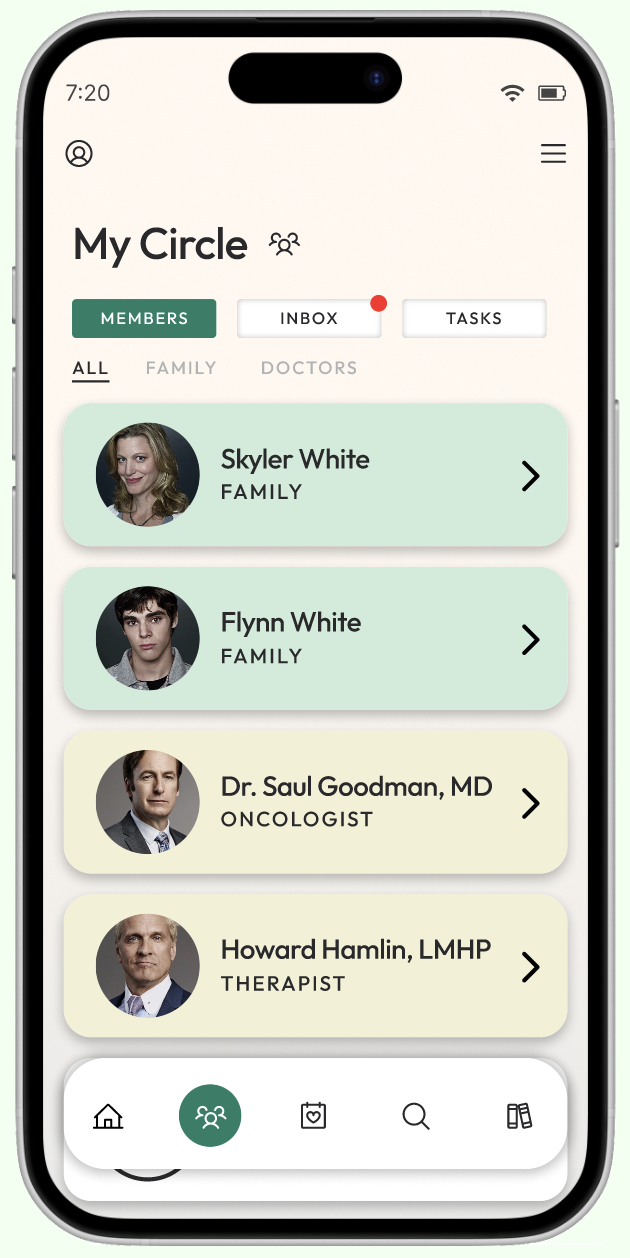 7:20
My Circle
MEMBERS INBOX TASKS
ALL FAMILY DOCTORS
Skyler White
FAMILY
Flynn White
FAMILY
Dr. Saul Goodman, MD
ONCOLOGIST
Howard Hamlin, LMHP
THERAPIST